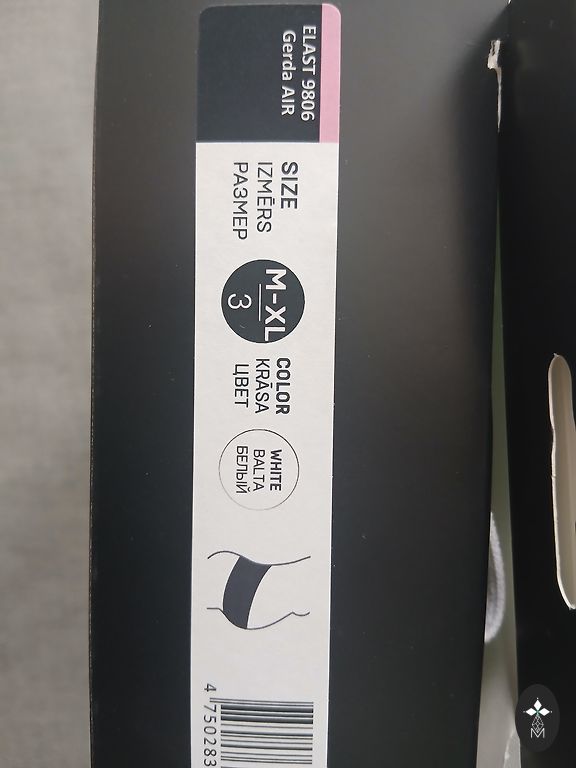 ELAST 9806
Gerda AIR
SIZE
IZMĒRS
РАЗМЕР
M-XL
3
COLOR
KRĀSA
ЦВЕТ
WHITE
BALTA
БЕЛЫЙ
4 750283
M